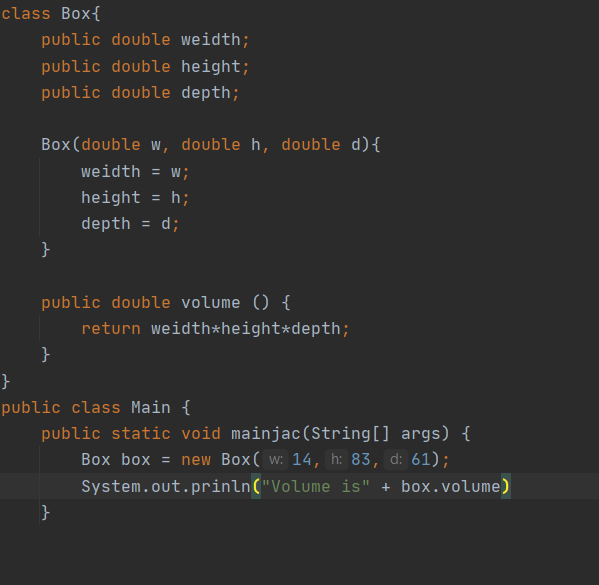 class Box{
    public double weidth;
    public double height;
    public double depth;

    Box(double w, double h, double d){
        weidth = w;
        height = h;
        depth = d;
    }

    public double volume () {
        return weidth*height*depth;
    }
}
public class Main {
    public static void mainjac(String[] args) {
        Box box = new Box( w: 14, h: 83, d: 61);
        System.out.prinln("Volume is" + box.volume)
    }